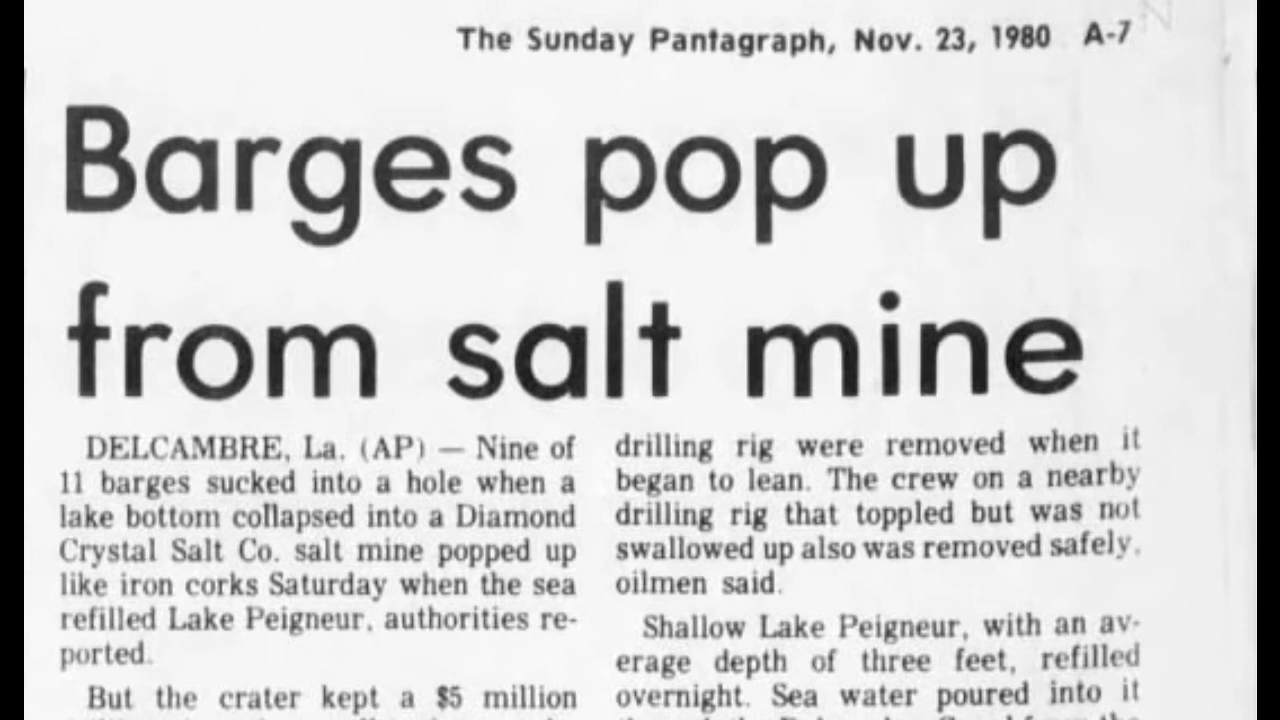 The Sunday Pantagraph, Nov. 23, 1980 A-7
Barges pop up
from salt mine
DELCAMBRE, La. (AP) — Nine of
11 barges sucked into a hole when a
lake bottom collapsed into a Diamond
Crystal Salt Co. salt mine popped up
like iron corks Saturday when the sea
refilled Lake Peigneur, authorities re-
ported.
But the crater kept a $5 million
drilling rig were removed when it
began to lean. The crew on a nearby
drilling rig that toppled but was not
swallowed up also was removed safely,
oilmen said.
Shallow Lake Peigneur, with an av-
erage depth of three feet, refilled
overnight. Sea water poured into it